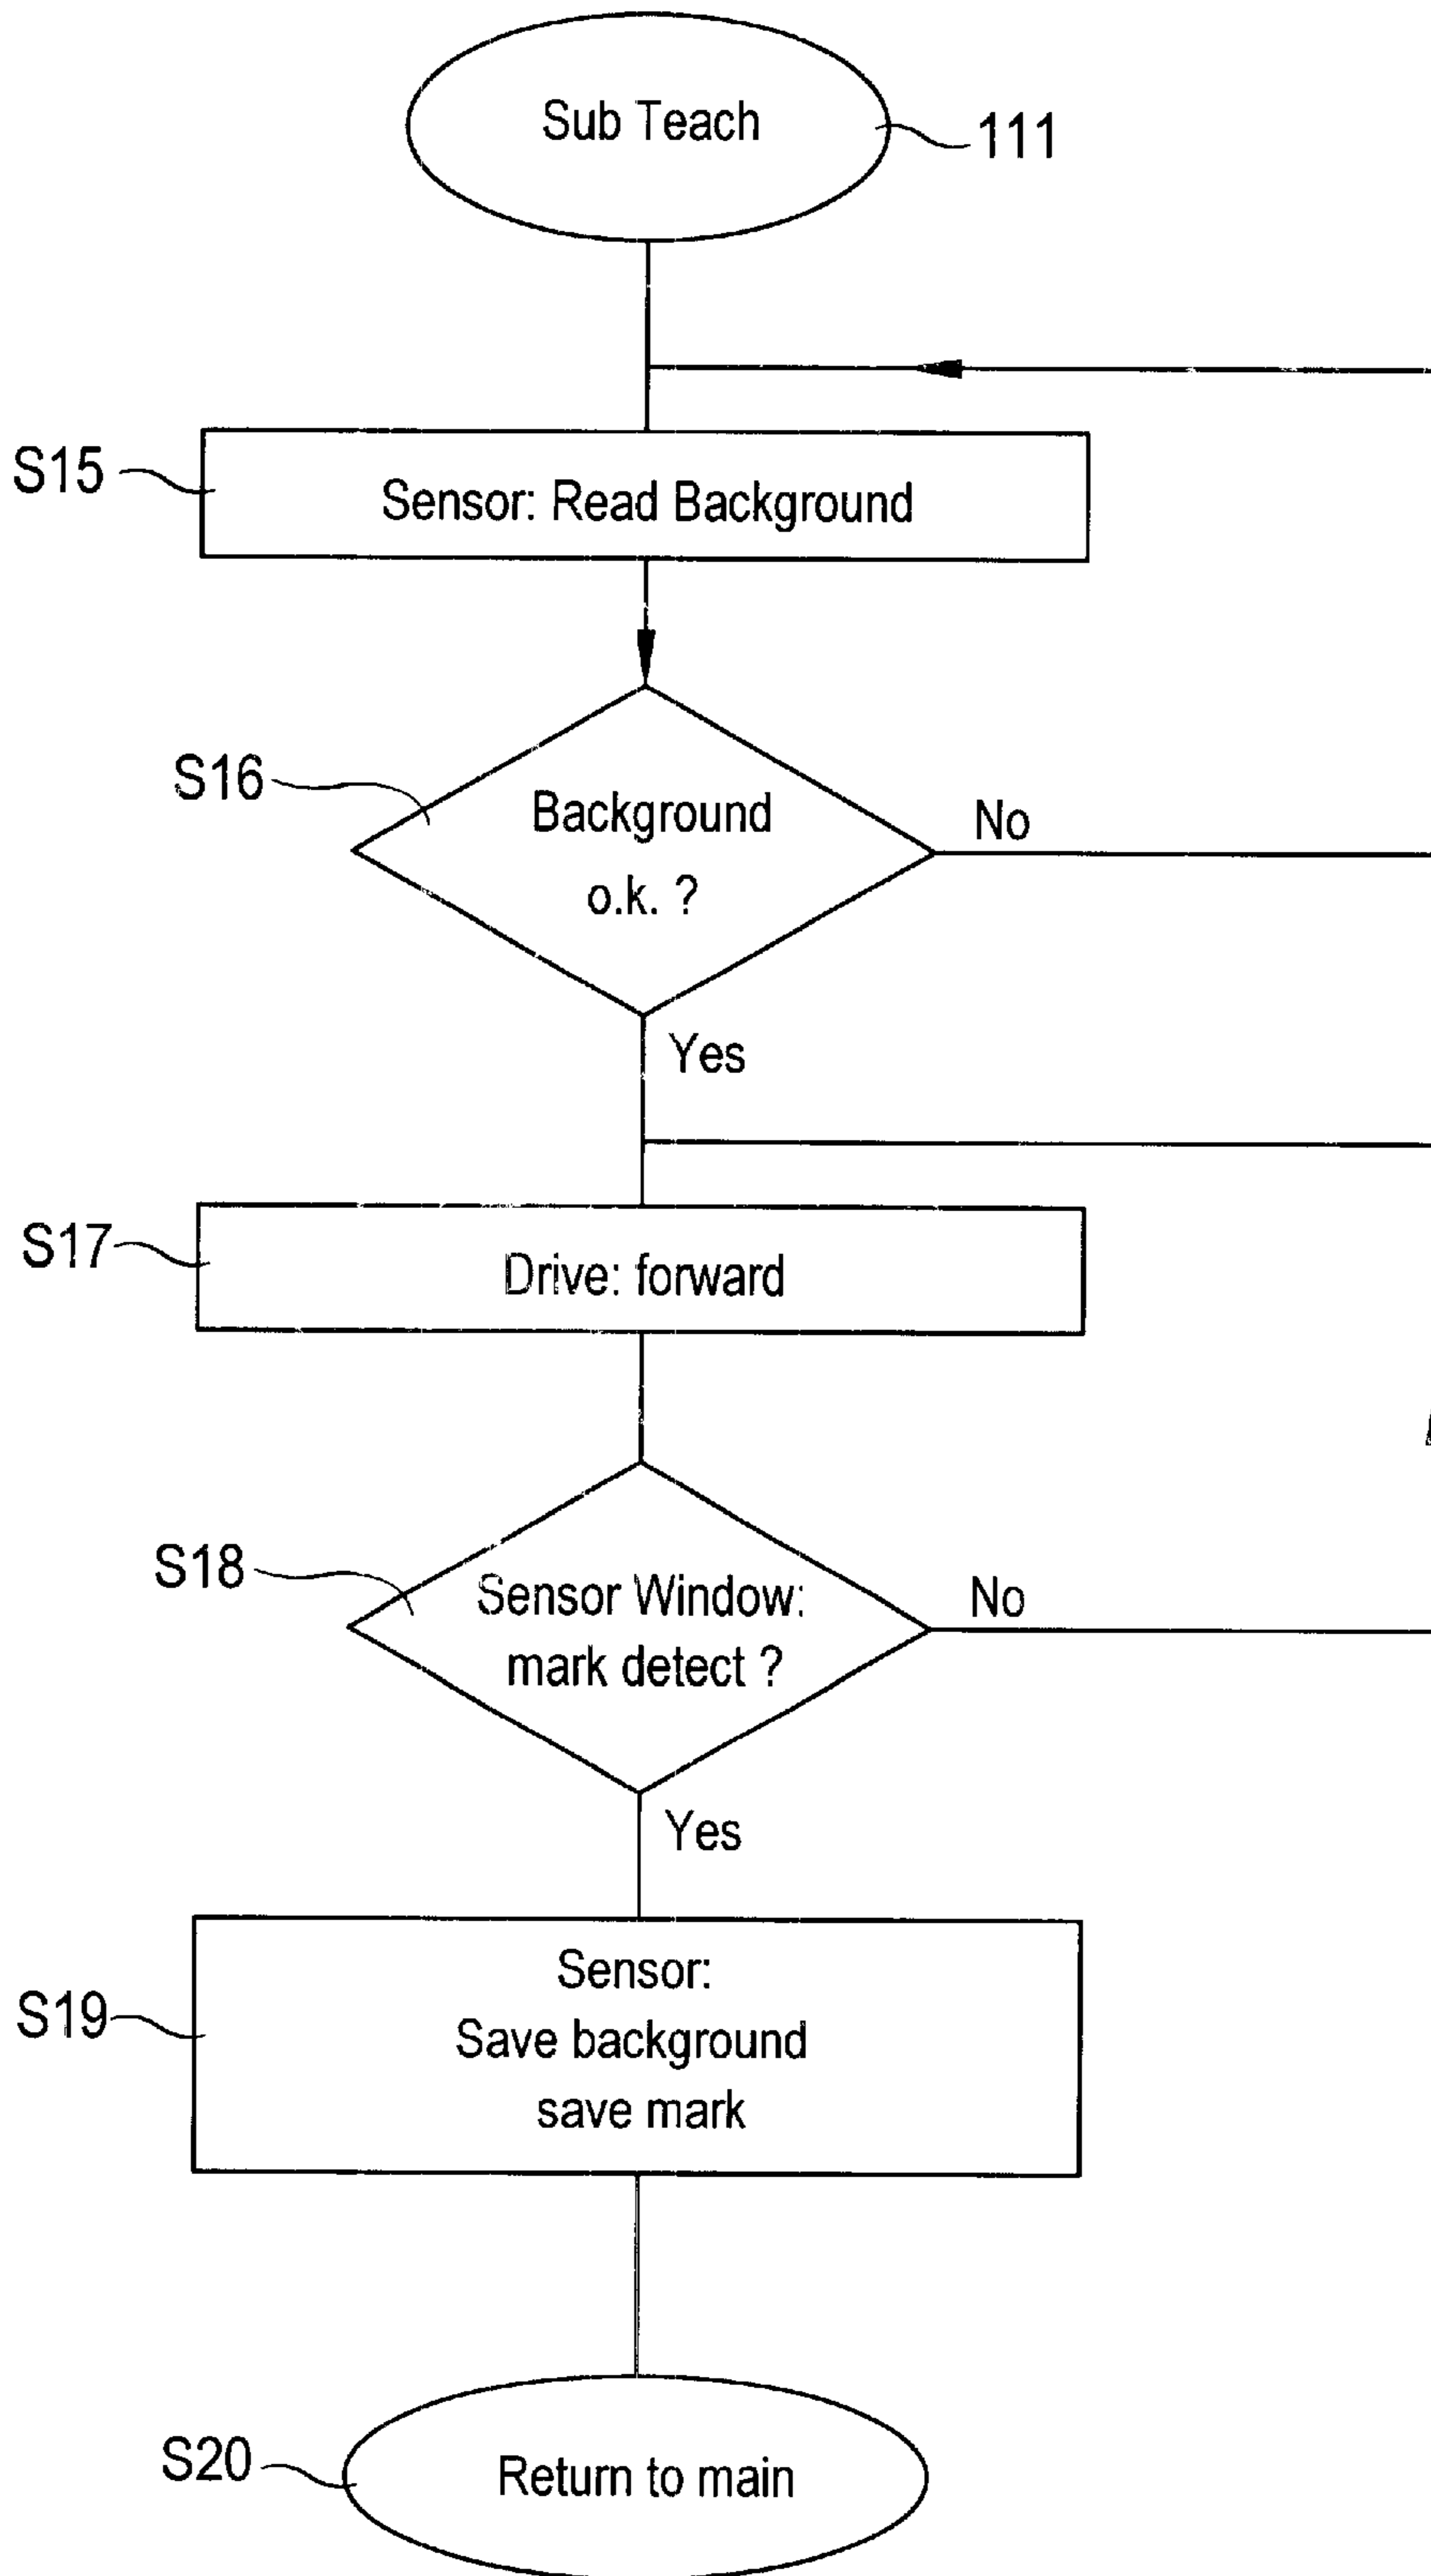 Sub Teach
111
S15
Sensor: Read Background
S16
Background
o.k. ?
No
Yes
S17
Drive: forward
S18
Sensor Window:
mark detect ?
No
Yes
S19
Sensor:
Save background
save mark
S20
Return to main